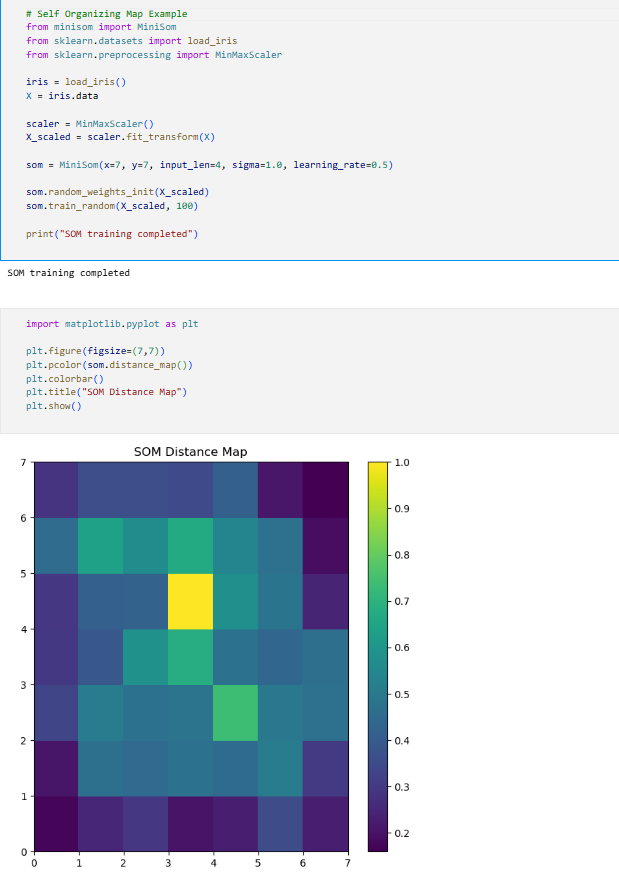 # Self Organizing Map Example
from minisom import MiniSom
from sklearn.datasets import load_iris
from sklearn.preprocessing import MinMaxScaler
iris = load_iris()
X = iris.data
scaler = MinMaxScaler()
X_scaled = scaler.fit_transform(X)
som = MiniSom(x=7, y=7, input_len=4, sigma=1.0, learning_rate=0.5)
som.random_weights_init(X_scaled)
som.train_random(X_scaled, 100)
print("SOM training completed")
SOM training completed
import matplotlib.pyplot as plt
plt.figure(figsize=(7,7))
plt.pcolor(som.distance_map())
plt.colorbar()
plt.title("SOM Distance Map")
plt.show()
SOM Distance Map
7
6
5
4
3
2
1
0
0 1 2 3 4 5 6 7
1.0
0.9
0.8
0.7
0.6
0.5
0.4
0.3
0.2